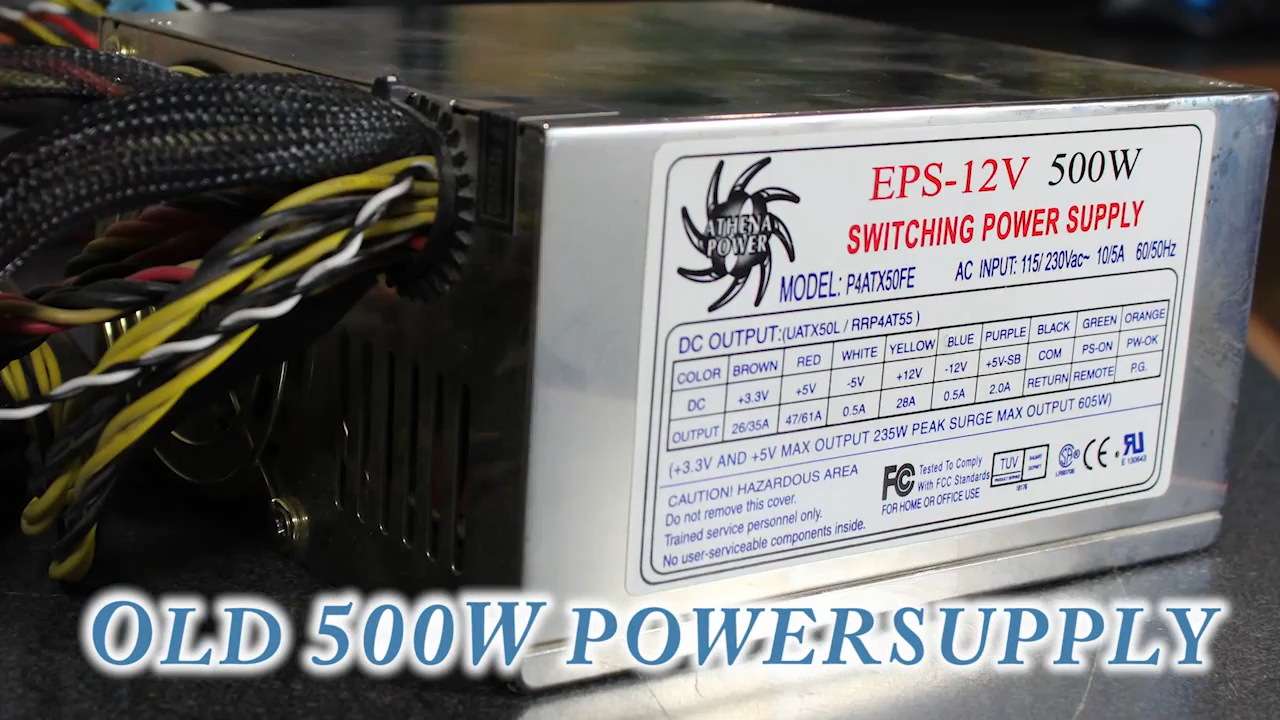 ATHENA
POWER
EPS-12V 500W
SWITCHING POWER SUPPLY
MODEL: P4ATX50FE
AC INPUT: 115/ 230Vac~ 10/5A 60/50Hz
DC OUTPUT:(UATX50L / RRP4AT55 )
COLOR BROWN RED WHITE YELLOW BLUE PURPLE BLACK GREEN ORANGE
DC +3.3V +5V -5V +12V -12V +5V-SB COM PS-ON PW-OK
OUTPUT 26/35A 47/61A 0.5A 28A 0.5A 2.0A RETURN REMOTE P.G.
(+3.3V AND +5V MAX OUTPUT 235W PEAK SURGE MAX OUTPUT 605W)
CAUTION! HAZARDOUS AREA
Do not remove this cover.
Trained service personnel only.
No user-serviceable components inside.
FC Tested To Comply
With FCC Standards
FOR HOME OR OFFICE USE
TUV
CE
E 130843
OLD 500W POWERSUPPLY